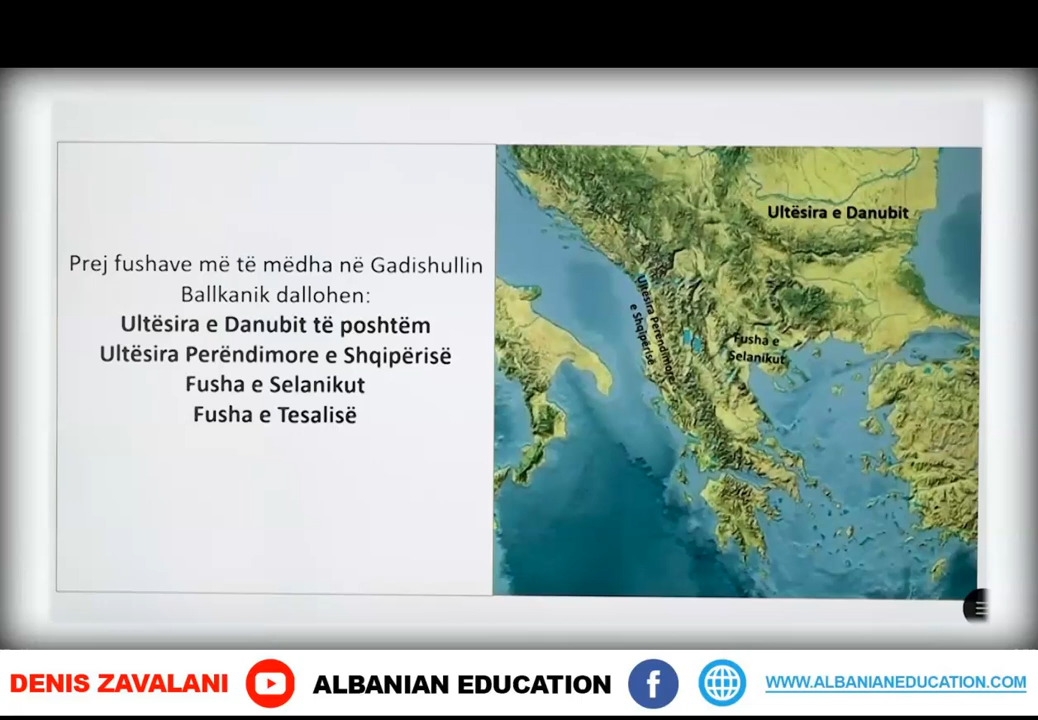 Prej fushave më të mëdha në Gadishullin
Ballkanik dallohen:
Ultësira e Danubit të poshtëm
Ultësira Perëndimore e Shqipërisë
Fusha e Selanikut
Fusha e Tesalisë
Ultësira e Danubit
Ultësira Perëndimore
e Shqipërisë
Fusha e
Selanikut
DENIS ZAVALANI
ALBANIAN EDUCATION
WWW.ALBANIANEDUCATION.COM